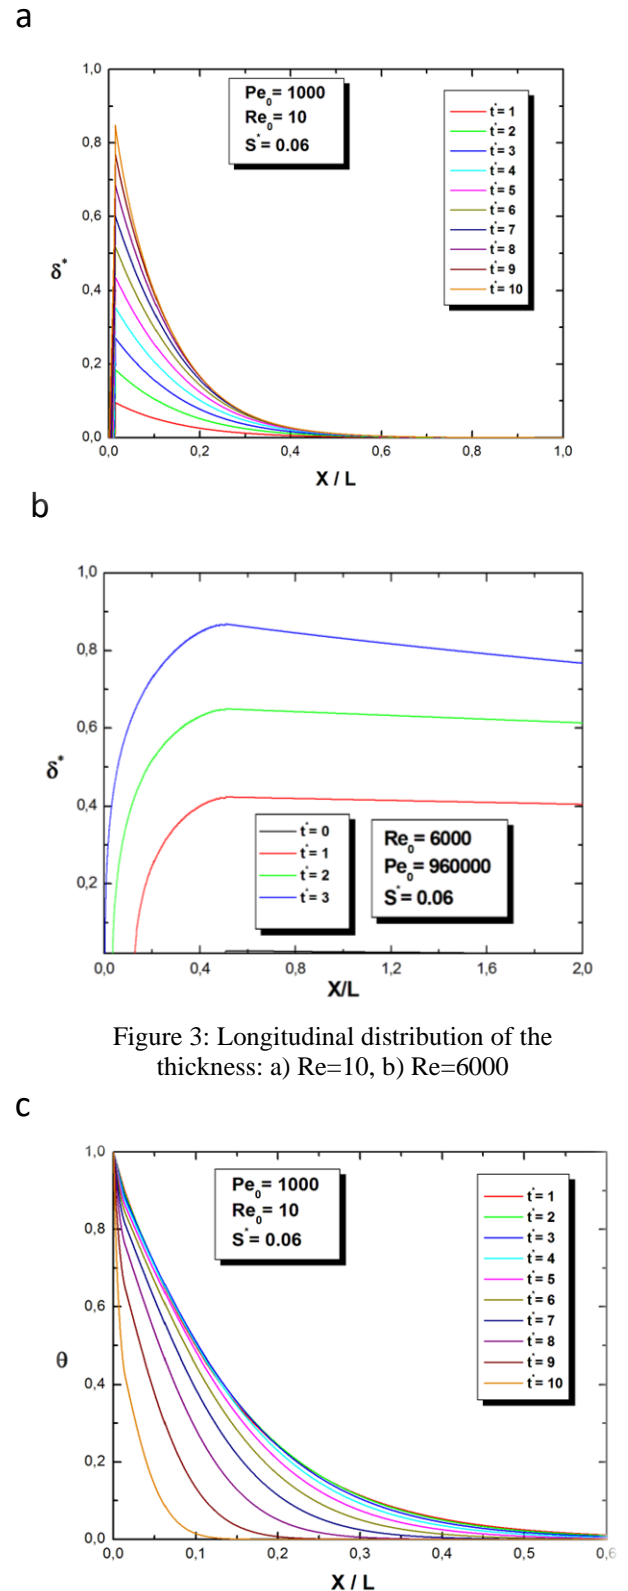 a
1,0
0,8
0,6
0,4
0,2
0,0
δ*
Pe0= 1000
Re0= 10
S*= 0.06
t*= 1
t*= 2
t*= 3
t*= 4
t*= 5
t*= 6
t*= 7
t*= 8
t*= 9
t*= 10
0,0 0,2 0,4 0,6 0,8 1,0
X / L
b
1,0
0,8
0,6
0,4
0,2
δ*
t*= 0
t*= 1
t*= 2
t*= 3
Re0= 6000
Pe0= 960000
S*= 0.06
0,0 0,4 0,8 1,2 1,6 2,0
X/L
Figure 3: Longitudinal distribution of the
thickness: a) Re=10, b) Re=6000
c
1,0
0,8
0,6
0,4
0,2
0,0
θ
Pe0= 1000
Re0= 10
S*= 0.06
t*= 1
t*= 2
t*= 3
t*= 4
t*= 5
t*= 6
t*= 7
t*= 8
t*= 9
t*= 10
0,0 0,1 0,2 0,3 0,4 0,5 0,6
X / L